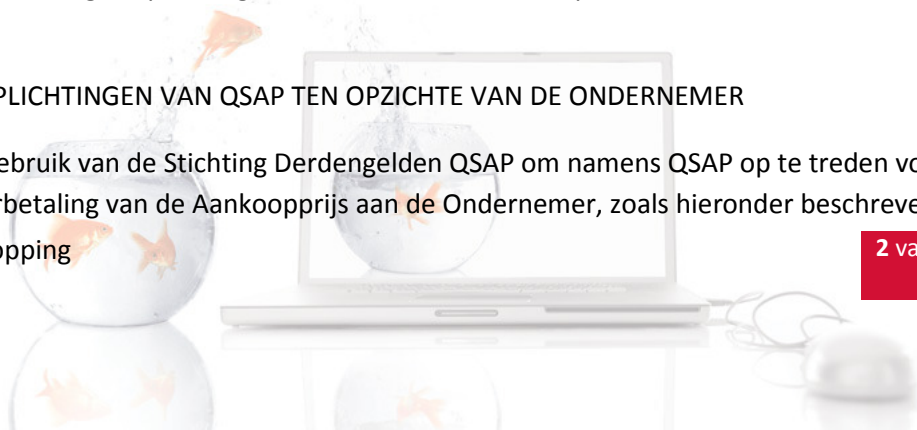 PLICHTINGEN VAN QSAP TEN OPZICHTE VAN DE ONDERNEMER
ebruik van de Stichting Derdengelden QSAP om namens QSAP op te treden vo
rbetaling van de Aankoopprijs aan de Ondernemer, zoals hieronder beschreve
opping
2 va